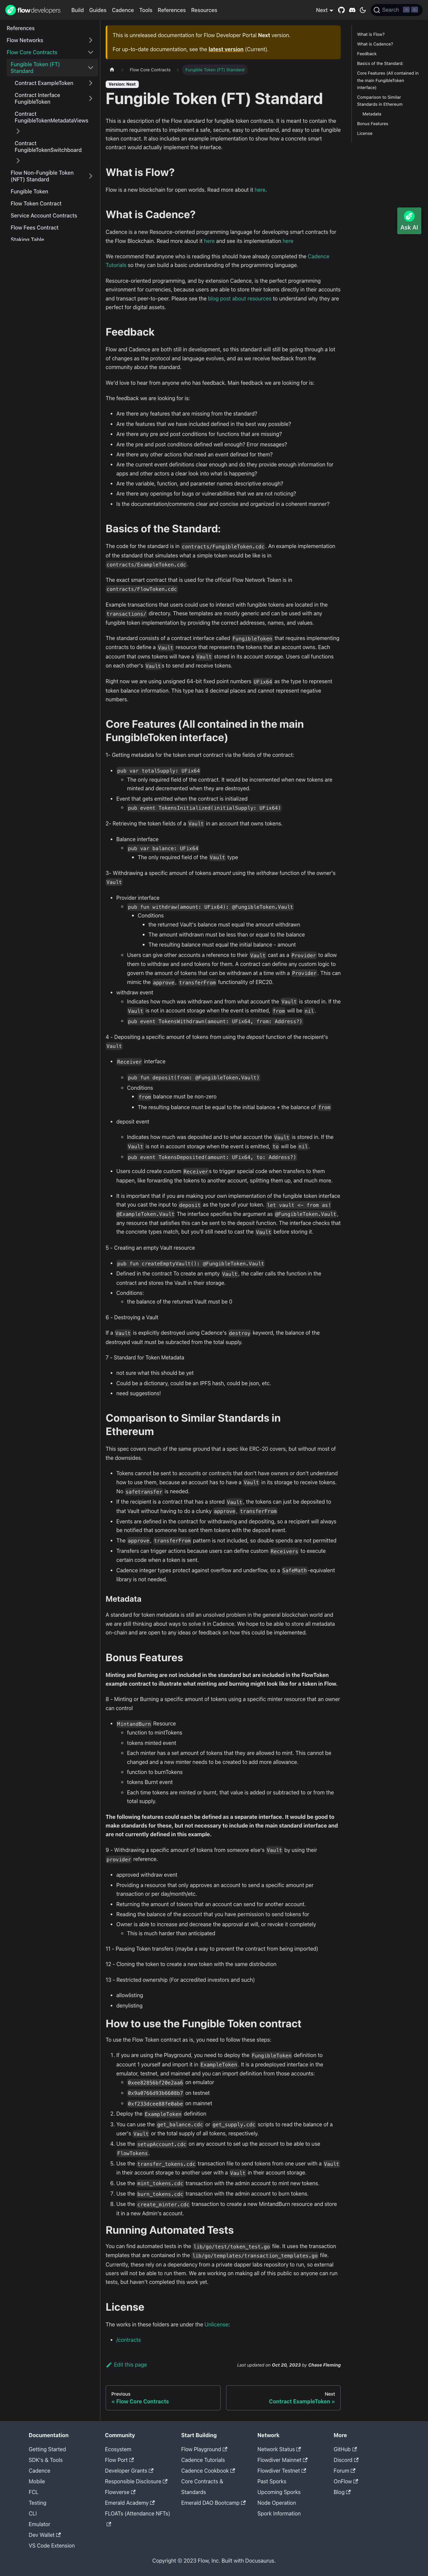 flow developers
Build
Guides
Cadence
Tools
References
Resources
Next
Search
References
Flow Networks
Flow Core Contracts
Fungible Token (FT)
Standard
Contract ExampleToken
Contract Interface
FungibleToken
Contract
FungibleTokenMetadataViews
Contract
FungibleTokenSwitchboard
Flow Non-Fungible Token
(NFT) Standard
Fungible Token
Flow Token Contract
Service Account Contracts
Flow Fees Contract
Staking Table
This is unreleased documentation for Flow Developer Portal Next version.
For up-to-date documentation, see the latest version (Current).
Flow Core Contracts
Fungible Token (FT) Standard
Version: Next
Fungible Token (FT) Standard
This is a description of the Flow standard for fungible token contracts. It is meant to contain the minimum requirements to implement a safe, secure, easy to understand, and easy to use fungible token contract. It also includes an example implementation to show how a concrete smart contract would actually implement the interface.
What is Flow?
Flow is a new blockchain for open worlds. Read more about it here.
What is Cadence?
Cadence is a new Resource-oriented programming language for developing smart contracts for the Flow Blockchain. Read more about it here and see its implementation here
We recommend that anyone who is reading this should have already completed the Cadence Tutorials so they can build a basic understanding of the programming language.
Resource-oriented programming, and by extension Cadence, is the perfect programming environment for currencies, because users are able to store their tokens directly in their accounts and transact peer-to-peer. Please see the blog post about resources to understand why they are perfect for digital assets.
Feedback
Flow and Cadence are both still in development, so this standard will still be going through a lot of changes as the protocol and language evolves, and as we receive feedback from the community about the standard.
We'd love to hear from anyone who has feedback. Main feedback we are looking for is:
The feedback we are looking for is:
Are there any features that are missing from the standard?
Are the features that we have included defined in the best way possible?
Are there any pre and post conditions for functions that are missing?
Are the pre and post conditions defined well enough? Error messages?
Are there any other actions that need an event defined for them?
Are the current event definitions clear enough and do they provide enough information for apps and other actors a clear look into what is happening?
Are the variable, function, and parameter names descriptive enough?
Are there any openings for bugs or vulnerabilities that we are not noticing?
Is the documentation/comments clear and concise and organized in a coherent manner?
Basics of the Standard:
The code for the standard is in contracts/FungibleToken.cdc. An example implementation of the standard that simulates what a simple token would be like is in contracts/ExampleToken.cdc.
The exact smart contract that is used for the official Flow Network Token is in contracts/FlowToken.cdc
Example transactions that users could use to interact with fungible tokens are located in the transactions/ directory. These templates are mostly generic and can be used with any fungible token implementation by providing the correct addresses, names, and values.
The standard consists of a contract interface called FungibleToken that requires implementing contracts to define a Vault resource that represents the tokens that an account owns. Each account that owns tokens will have a Vault stored in its account storage. Users call functions on each other's Vaults to send and receive tokens.
Right now we are using unsigned 64-bit fixed point numbers UFix64 as the type to represent token balance information. This type has 8 decimal places and cannot represent negative numbers.
Core Features (All contained in the main FungibleToken interface)
1- Getting metadata for the token smart contract via the fields of the contract:
pub var totalSupply: UFix64
The only required field of the contract. It would be incremented when new tokens are minted and decremented when they are destroyed.
Event that gets emitted when the contract is initialized
pub event TokensInitialized(initialSupply: UFix64)
2- Retrieving the token fields of a Vault in an account that owns tokens.
Balance interface
pub var balance: UFix64
The only required field of the Vault type
3- Withdrawing a specific amount of tokens amount using the withdraw function of the owner's Vault
Provider interface
pub fun withdraw(amount: UFix64): @FungibleToken.Vault
Conditions
the returned Vault's balance must equal the amount withdrawn
The amount withdrawn must be less than or equal to the balance
The resulting balance must equal the initial balance - amount
Users can give other accounts a reference to their Vault cast as a Provider to allow them to withdraw and send tokens for them. A contract can define any custom logic to govern the amount of tokens that can be withdrawn at a time with a Provider. This can mimic the approve, transferFrom functionality of ERC20.
withdraw event
Indicates how much was withdrawn and from what account the Vault is stored in. If the Vault is not in account storage when the event is emitted, from will be nil.
pub event TokensWithdrawn(amount: UFix64, from: Address?)
4 - Depositing a specific amount of tokens from using the deposit function of the recipient's Vault
Receiver interface
pub fun deposit(from: @FungibleToken.Vault)
Conditions
from balance must be non-zero
The resulting balance must be equal to the initial balance + the balance of from
deposit event
Indicates how much was deposited and to what account the Vault is stored in. If the Vault is not in account storage when the event is emitted, to will be nil.
pub event TokensDeposited(amount: UFix64, to: Address?)
Users could create custom Receivers to trigger special code when transfers to them happen, like forwarding the tokens to another account, splitting them up, and much more.
It is important that if you are making your own implementation of the fungible token interface that you cast the input to deposit as the type of your token. let vault <- from as! @ExampleToken.Vault The interface specifies the argument as @FungibleToken.Vault, any resource that satisfies this can be sent to the deposit function. The interface checks that the concrete types match, but you'll still need to cast the Vault before storing it.
5 - Creating an empty Vault resource
pub fun createEmptyVault(): @FungibleToken.Vault
Defined in the contract To create an empty Vault, the caller calls the function in the contract and stores the Vault in their storage.
Conditions:
the balance of the returned Vault must be 0
6 - Destroying a Vault
If a Vault is explicitly destroyed using Cadence's destroy keyword, the balance of the destroyed vault must be subtracted from the total supply.
7 - Standard for Token Metadata
not sure what this should be yet
Could be a dictionary, could be an IPFS hash, could be json, etc.
need suggestions!
Comparison to Similar Standards in Ethereum
This spec covers much of the same ground that a spec like ERC-20 covers, but without most of the downsides.
Tokens cannot be sent to accounts or contracts that don't have owners or don't understand how to use them, because an account has to have a Vault in its storage to receive tokens. No safetransfer is needed.
If the recipient is a contract that has a stored Vault, the tokens can just be deposited to that Vault without having to do a clunky approve, transferFrom
Events are defined in the contract for withdrawing and depositing, so a recipient will always be notified that someone has sent them tokens with the deposit event.
The approve, transferFrom pattern is not included, so double spends are not permitted
Transfers can trigger actions because users can define custom Receivers to execute certain code when a token is sent.
Cadence integer types protect against overflow and underflow, so a SafeMath-equivalent library is not needed.
Metadata
A standard for token metadata is still an unsolved problem in the general blockchain world and we are still thinking about ways to solve it in Cadence. We hope to be able to store all metadata on-chain and are open to any ideas or feedback on how this could be implemented.
Bonus Features
Minting and Burning are not included in the standard but are included in the FlowToken example contract to illustrate what minting and burning might look like for a token in Flow.
8 - Minting or Burning a specific amount of tokens using a specific minter resource that an owner can control
MintandBurn Resource
function to mintTokens
tokens minted event
Each minter has a set amount of tokens that they are allowed to mint. This cannot be changed and a new minter needs to be created to add more allowance.
function to burnTokens
tokens Burnt event
Each time tokens are minted or burnt, that value is added or subtracted to or from the total supply.
The following features could each be defined as a separate interface. It would be good to make standards for these, but not necessary to include in the main standard interface and are not currently defined in this example.
9 - Withdrawing a specific amount of tokens from someone else's Vault by using their provider reference.
approved withdraw event
Providing a resource that only approves an account to send a specific amount per transaction or per day/month/etc.
Returning the amount of tokens that an account can send for another account.
Reading the balance of the account that you have permission to send tokens for
Owner is able to increase and decrease the approval at will, or revoke it completely
This is much harder than anticipated
11 - Pausing Token transfers (maybe a way to prevent the contract from being imported)
12 - Cloning the token to create a new token with the same distribution
13 - Restricted ownership (For accredited investors and such)
allowlisting
denylisting
How to use the Fungible Token contract
To use the Flow Token contract as is, you need to follow these steps:
1. If you are using the Playground, you need to deploy the FungibleToken definition to account 1 yourself and import it in ExampleToken. It is a predeployed interface in the emulator, testnet, and mainnet and you can import definition from those accounts:
0xee82856bf20e2aa6 on emulator
0x9a0766d93b6608b7 on testnet
0xf233dcee88fe0abe on mainnet
2. Deploy the ExampleToken definition
3. You can use the get_balance.cdc or get_supply.cdc scripts to read the balance of a user's Vault or the total supply of all tokens, respectively.
4. Use the setupAccount.cdc on any account to set up the account to be able to use FlowTokens.
5. Use the transfer_tokens.cdc transaction file to send tokens from one user with a Vault to another user with a Vault in their account storage.
6. Use the mint_tokens.cdc transaction with the admin account to mint new tokens.
7. Use the burn_tokens.cdc transaction with the admin account to burn tokens.
8. Use the create_minter.cdc transaction to create a new MintandBurn resource and store it in a new Admin's account.
Running Automated Tests
You can find automated tests in the lib/go/test/token_test.go file. It uses the transaction templates that are contained in the lib/go/templates/transaction_templates.go file. Currently, these rely on a dependency from a private dapper labs repository to run, so external users will not be able to run them. We are working on making all of this public so anyone can run tests, but haven't completed this work yet.
License
The works in these folders are under the Unlicense:
/contracts
Edit this page
Last updated on Oct 20, 2023 by Chase Fleming
Previous
« Flow Core Contracts
Next
Contract ExampleToken »
What is Flow?
What is Cadence?
Feedback
Basics of the Standard:
Core Features (All contained in
the main FungibleToken
interface)
Comparison to Similar
Standards in Ethereum
Metadata
Bonus Features
License
Ask AI
Documentation
Getting Started
SDK's & Tools
Cadence
Mobile
FCL
Testing
CLI
Emulator
Dev Wallet
VS Code Extension
Community
Ecosystem
Flow Port
Developer Grants
Responsible Disclosure
Flowverse
Emerald Academy
FLOATs (Attendance NFTs)
Start Building
Flow Playground
Cadence Tutorials
Cadence Cookbook
Core Contracts &
Standards
Emerald DAO Bootcamp
Network
Network Status
Flowdiver Mainnet
Flowdiver Testnet
Past Sporks
Upcoming Sporks
Node Operation
Spork Information
More
GitHub
Discord
Forum
OnFlow
Blog
Copyright © 2023 Flow, Inc. Built with Docusaurus.